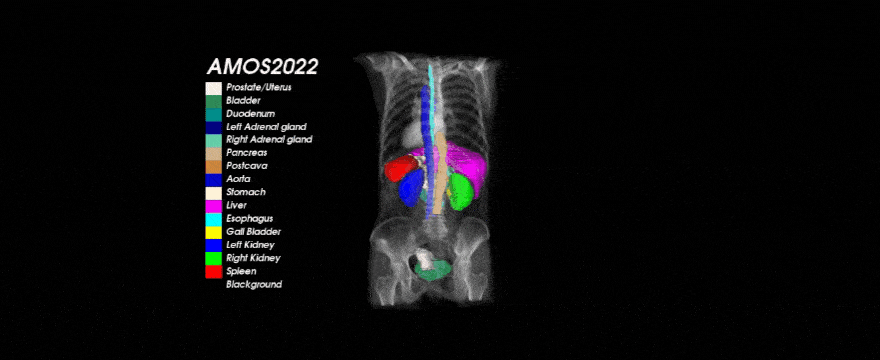 AMOS2022
Prostate/Uterus
Bladder
Duodenum
Left Adrenal gland
Right Adrenal gland
Pancreas
Postcava
Aorta
Stomach
Liver
Esophagus
Gall Bladder
Left Kidney
Right Kidney
Spleen
Blackground